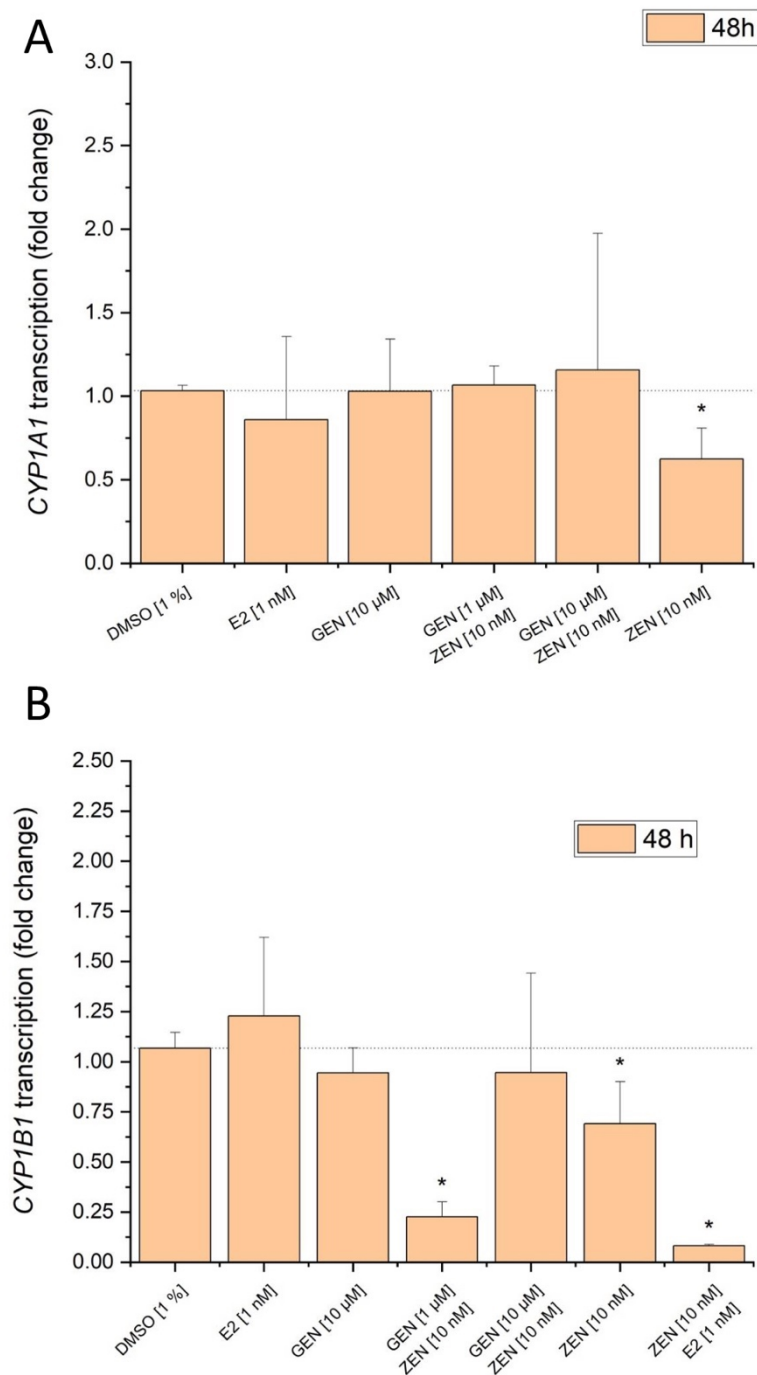 A
48h
CYP1A1 transcription (fold change)
3.0
2.5
2.0
1.5
1.0
0.5
0.0
*
DMSO [1 %]
E2 [1 nM]
GEN [10 µM]
GEN [1 µM]
ZEN [10 nM]
GEN [10 µM]
ZEN [10 nM]
ZEN [10 nM]
B
48 h
CYP1B1 transcription (fold change)
2.50
2.25
2.00
1.75
1.50
1.25
1.00
0.75
0.50
0.25
0.00
*
*
*
DMSO [1 %]
E2 [1 nM]
GEN [10 µM]
GEN [1 µM]
ZEN [10 nM]
GEN [10 µM]
ZEN [10 nM]
ZEN [10 nM]
ZEN [10 nM]
E2 [1 nM]